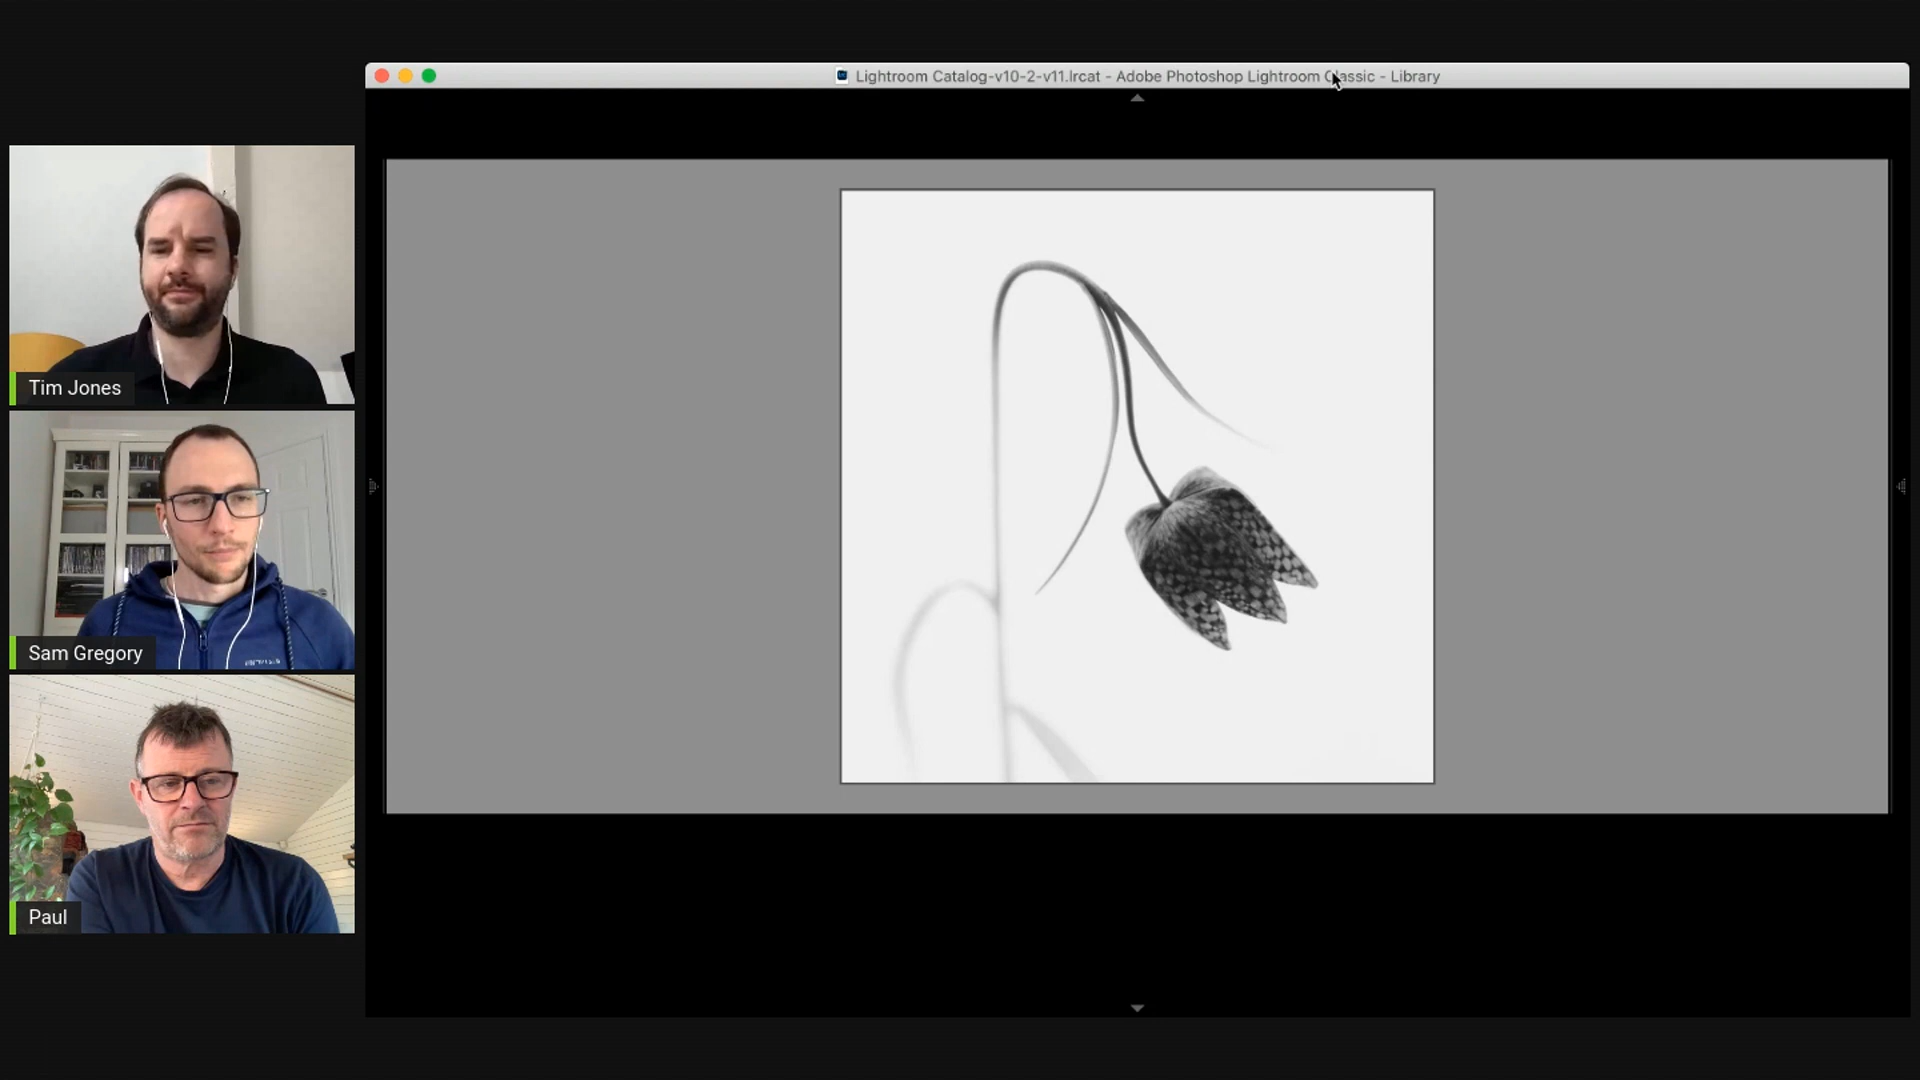 Lightroom Catalog-v10-2-v11.lrcat - Adobe Photoshop Lightroom Classic - Library
Tim Jones
Sam Gregory
Paul